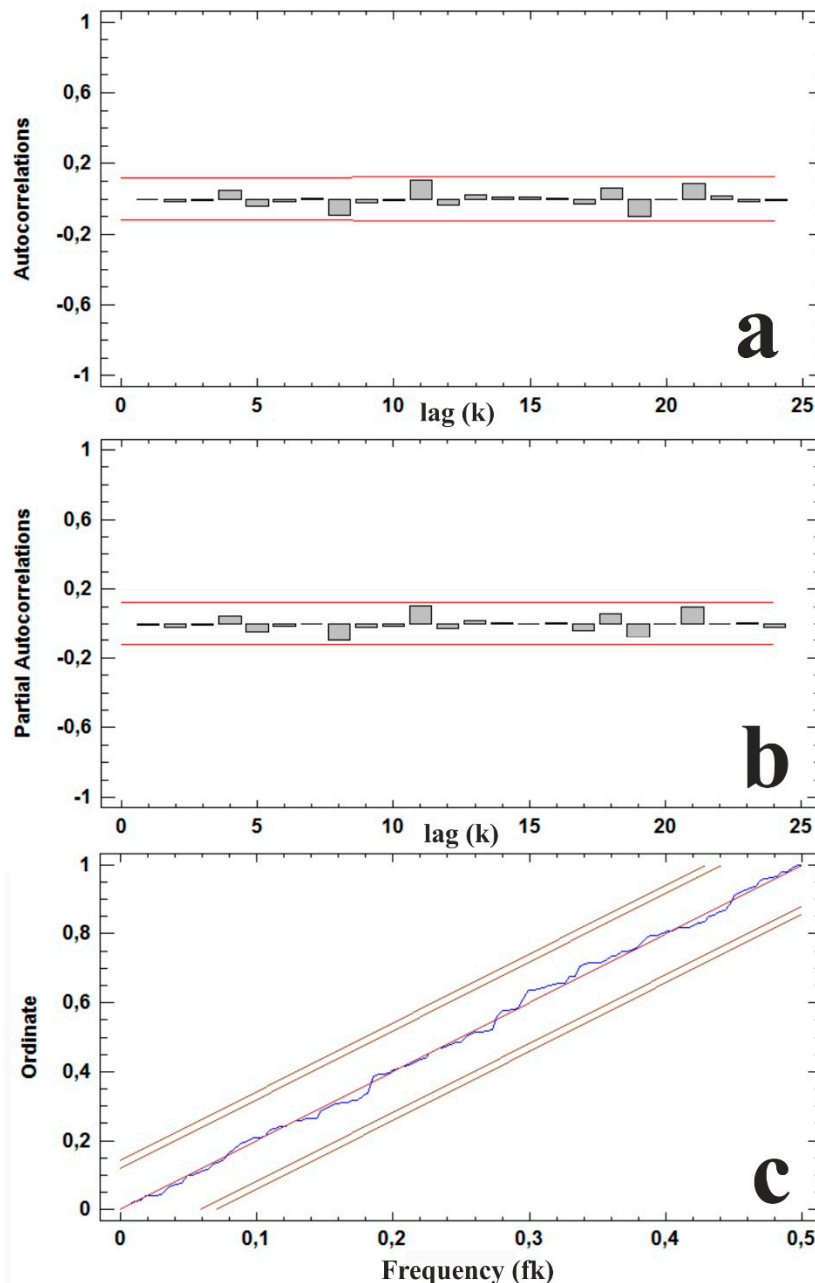 1
0,6
0,2
-0,2
-0,6
-1
Autocorrelations
a
0 5 10 15 20 25
lag (k)
1
0,6
0,2
-0,2
-0,6
-1
Partial Autocorrelations
b
0 5 10 15 20 25
lag (k)
1
0,8
0,6
0,4
0,2
0
Ordinate
c
0 0,1 0,2 0,3 0,4 0,5
Frequency (fk)